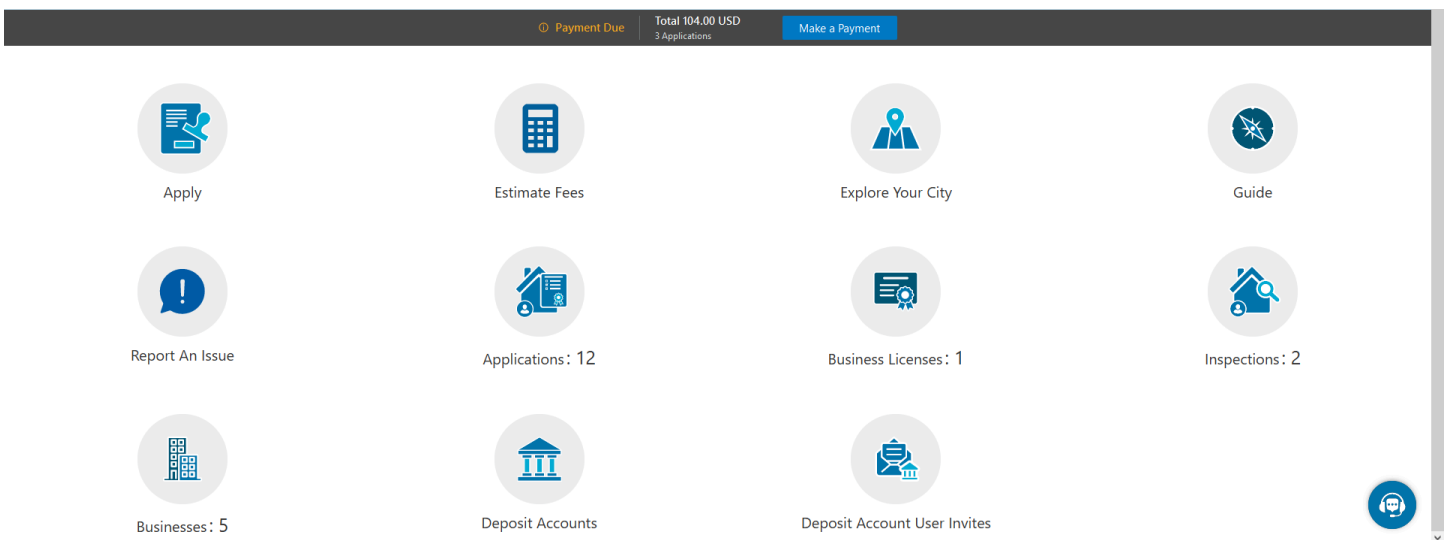 Payment Due
Total 104.00 USD
3 Applications
Make a Payment
Apply
Estimate Fees
Explore Your City
Guide
Report An Issue
Applications: 12
Business Licenses: 1
Inspections: 2
Businesses: 5
Deposit Accounts
Deposit Account User Invites